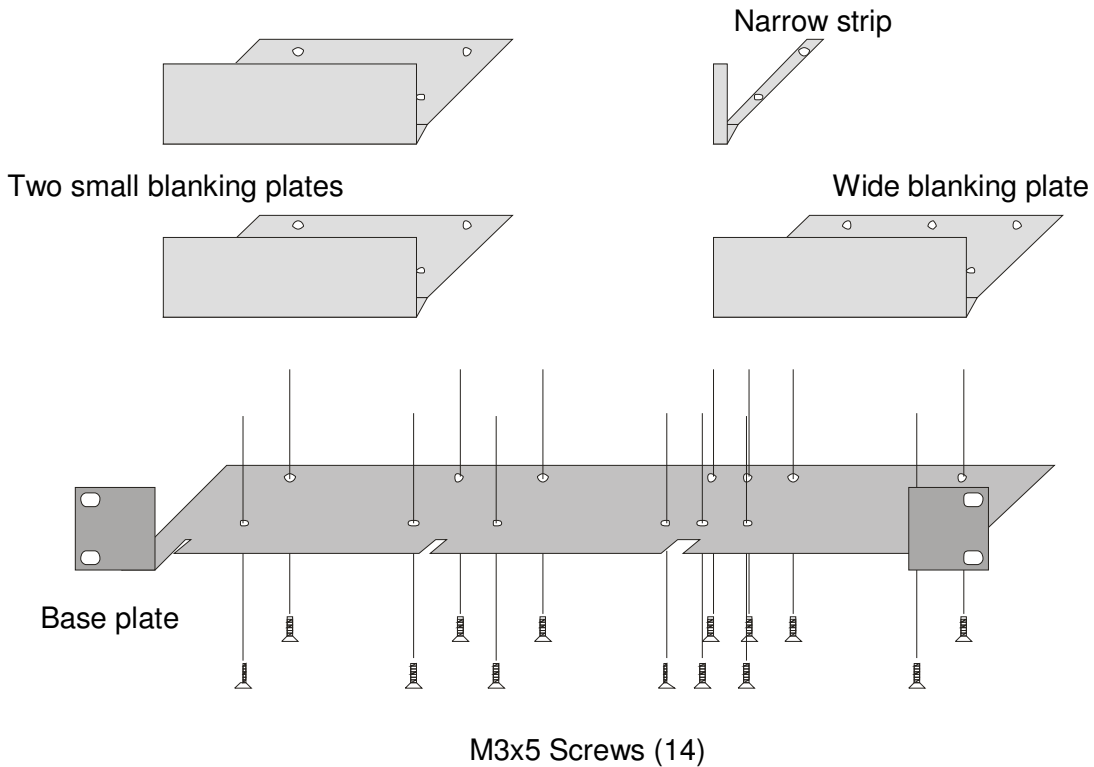 Narrow strip
Two small blanking plates
Wide blanking plate
Base plate
M3x5 Screws (14)